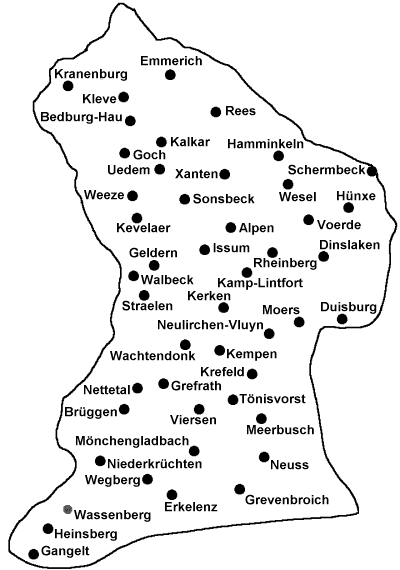 Emmerich
Kranenburg
Kleve
Rees
Bedburg-Hau
Kalkar
Hamminkeln
Goch
Uedem
Xanten
Schermbeck
Weeze
Sonsbeck
Wesel
Hünxe
Kevelaer
Alpen
Voerde
Geldern
Issum
Dinslaken
Rheinberg
Walbeck
Kamp-Lintfort
Straelen
Kerken
Moers
Duisburg
Neulirchen-Vluyn
Wachtendonk
Kempen
Krefeld
Nettetal
Grefrath
Tönisvorst
Brüggen
Viersen
Meerbusch
Mönchengladbach
Niederkrüchten
Neuss
Wegberg
Erkelenz
Grevenbroich
Wassenberg
Heinsberg
Gangelt